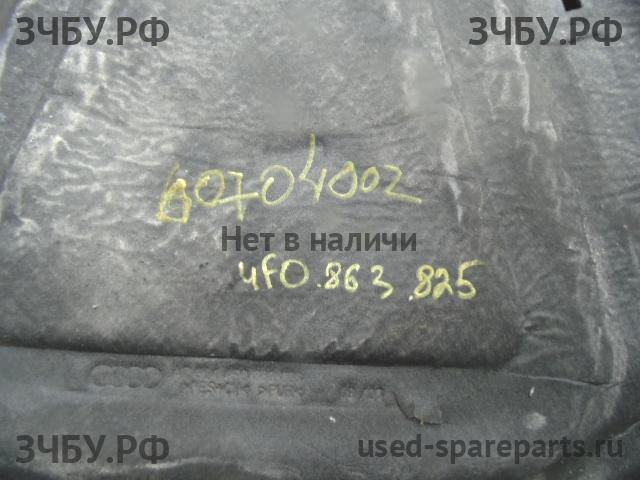 ЗЧБУ.РФ ЗЧБУ.РФ
60704002
Нет в наличи
4F0.863.825
ЗЧБУ.РФ used-spareparts.ru